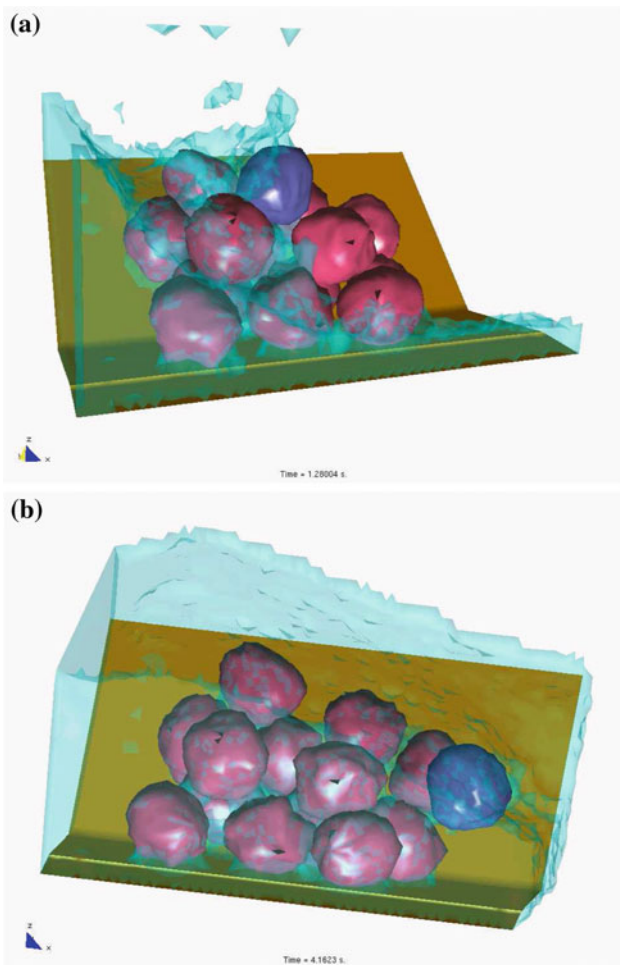 (a)
z
x
Time = 1.28004 s.
(b)
z
x
Time = 4.1623 s.